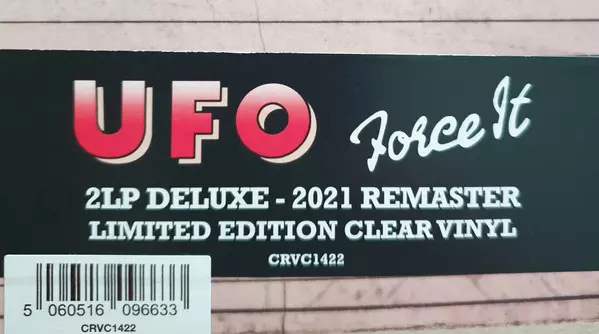 UFO Force It
2LP DELUXE - 2021 REMASTER
LIMITED EDITION CLEAR VINYL
CRVC1422
5 060516 096633
CRVC1422